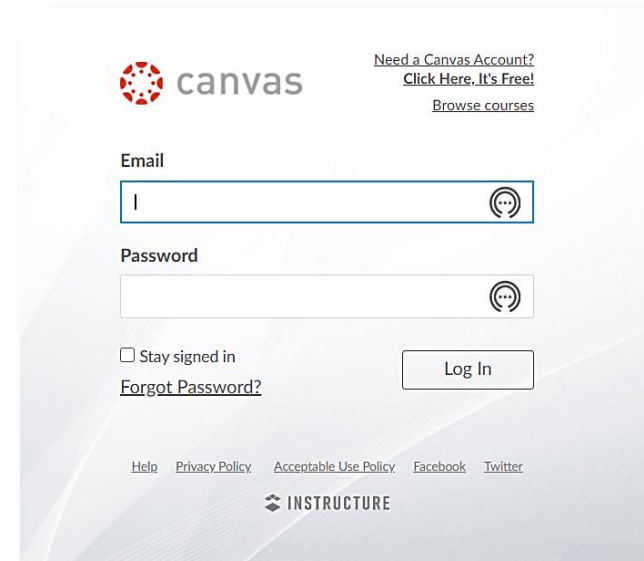 Need a Canvas Account?
Click Here, It's Free!
canvas
Browse courses
Email
Password
Stay signed in
Log In
Forgot Password?
Help Privacy Policy Acceptable Use Policy Facebook Twitter
INSTRUCTURE